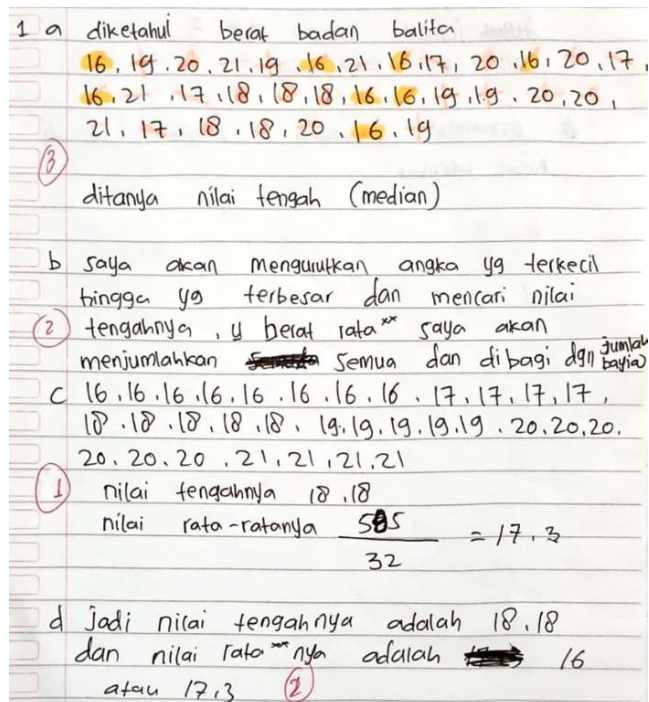 1 a diketahui berat badan balita
16, 19, 20, 21, 19, 16, 21, 16, 17, 20, 16, 20, 17,
16, 21, 17, 18, 18, 18, 16, 16, 19, 19, 20, 20,
21, 17, 18, 18, 20, 16, 19
3
ditanya nilai tengah (median)
b saya akan mengurutkan angka yg terkecil
hingga yg terbesar dan mencari nilai
2 tengahnya, y berat rata** saya akan
menjumlahkan semua dan dibagi dgn jumlah bayia
c 16, 16, 16, 16, 16, 16, 16, 16, 17, 17, 17, 17,
18, 18, 18, 18, 18, 19, 19, 19, 19, 19, 20, 20, 20,
20, 20, 20, 21, 21, 21, 21
1 nilai tengahnya 18, 18
nilai rata-ratanya 585/32 = 17,3
d Jadi nilai tengahnya adalah 18, 18
dan nilai rata**nya adalah 16
atau 17,3 2